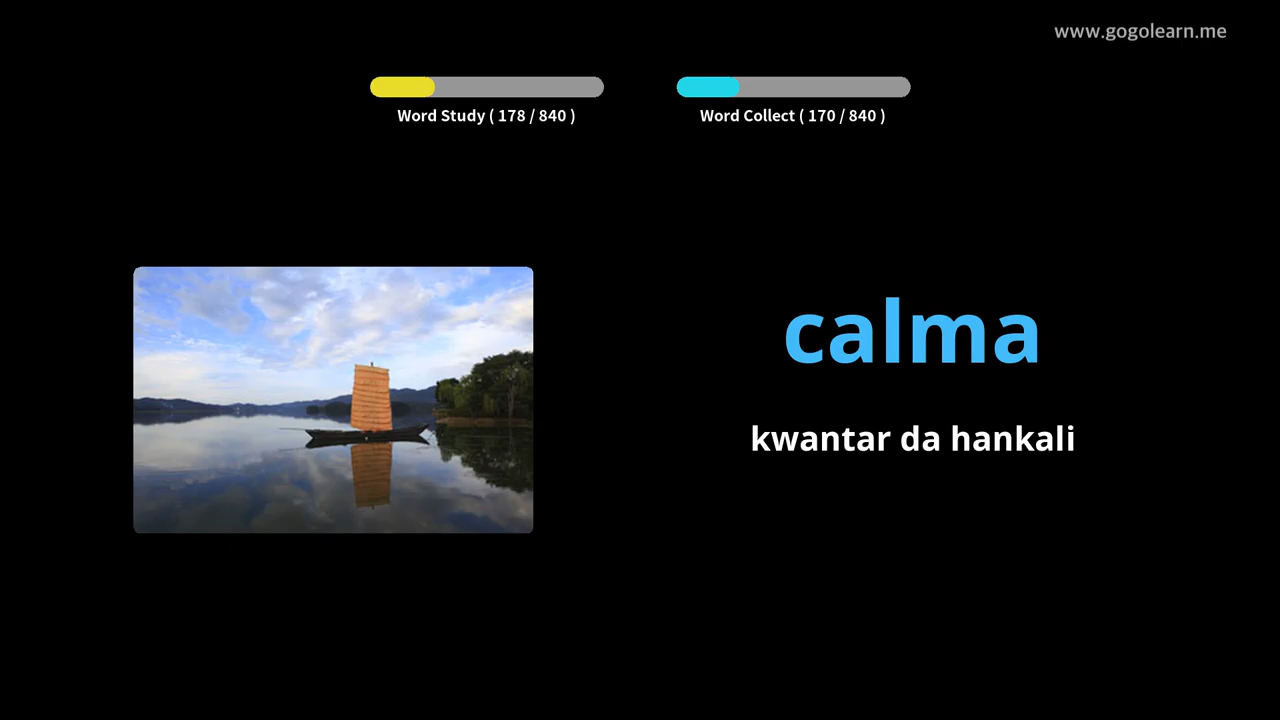 www.gogolearn.me
Word Study ( 178 / 840 )
Word Collect ( 170 / 840 )
calma
kwantar da hankali